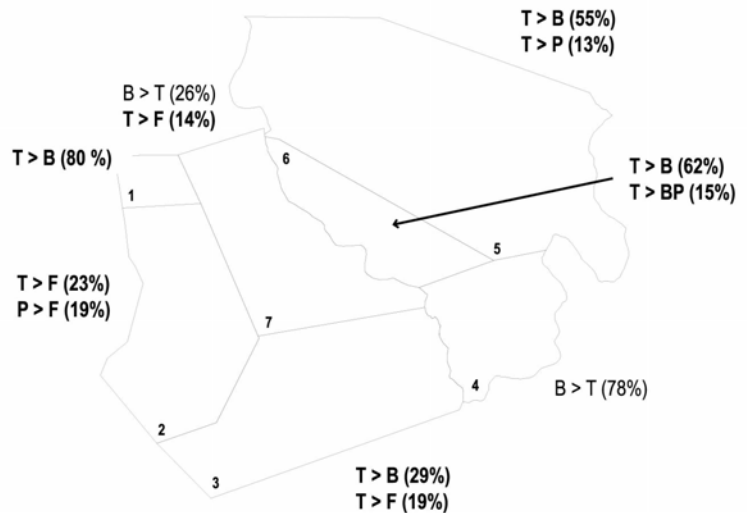 T > B (55%)
T > P (13%)
B > T (26%)
T > F (14%)
T > B (80 %)
6
T > B (62%)
T > BP (15%)
1
5
T > F (23%)
P > F (19%)
7
4
B > T (78%)
2
3
T > B (29%)
T > F (19%)